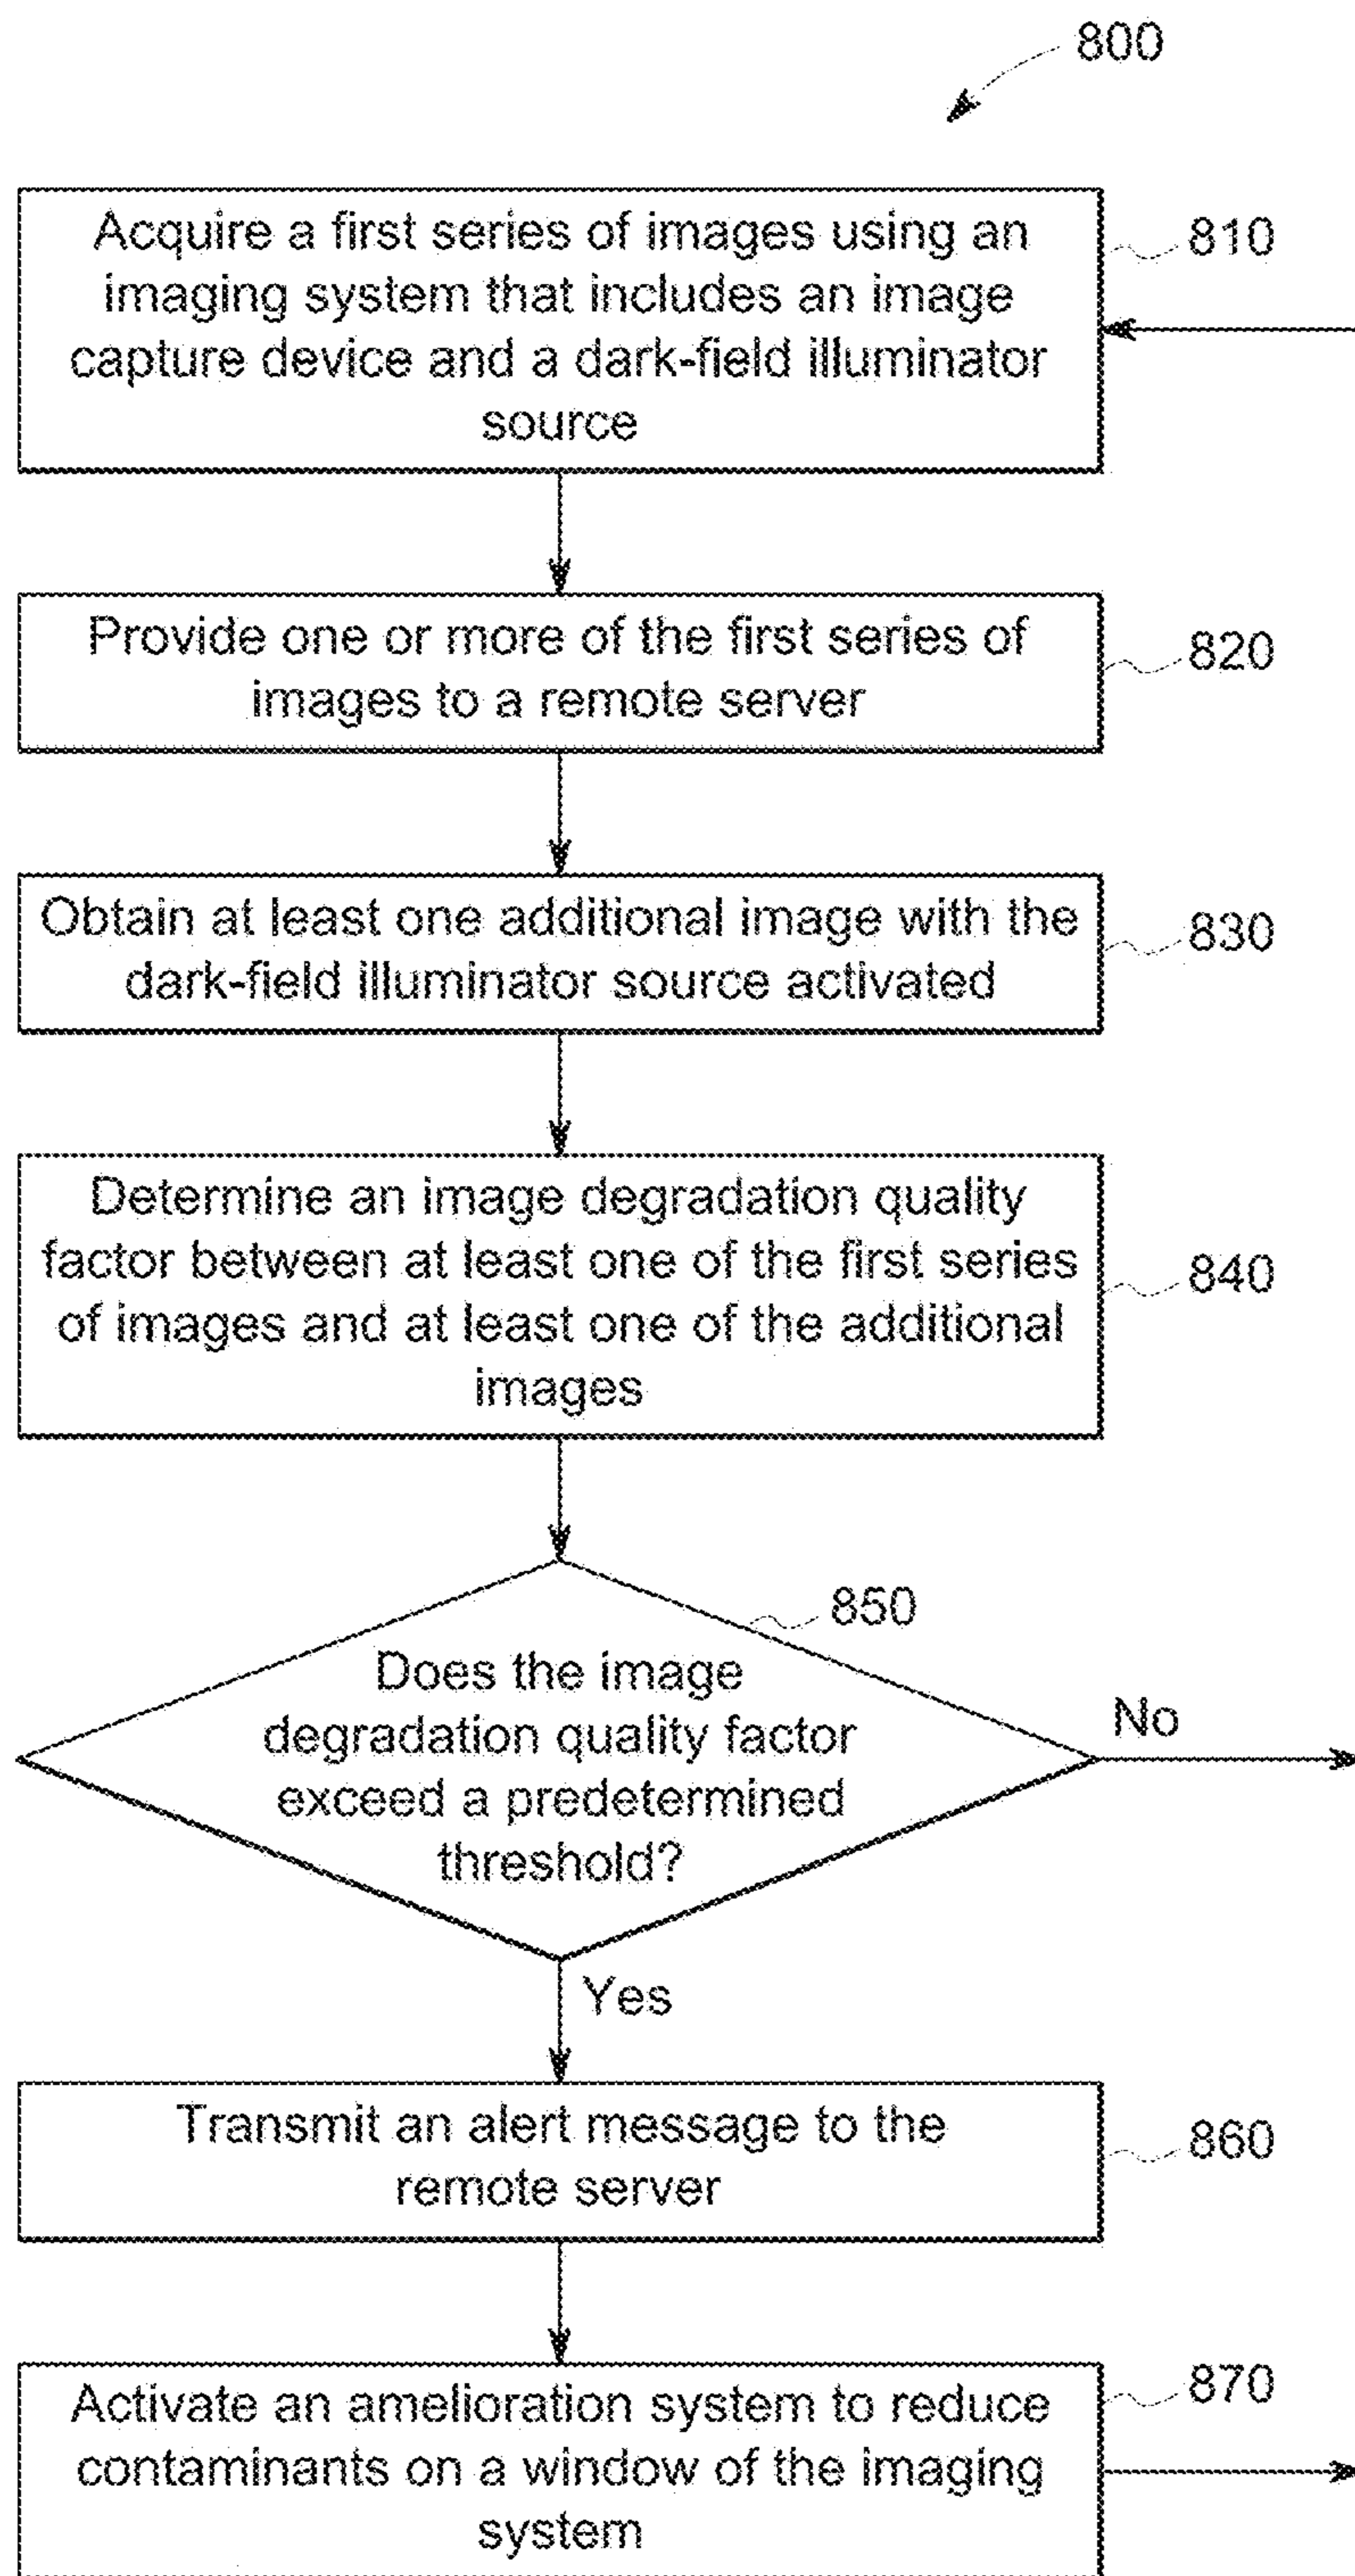 800
Acquire a first series of images using an
imaging system that includes an image
capture device and a dark-field illuminator
source
810
Provide one or more of the first series of
images to a remote server
820
Obtain at least one additional image with the
dark-field illuminator source activated
830
Determine an image degradation quality
factor between at least one of the first series
of images and at least one of the additional
images
840
850
Does the image
degradation quality factor
exceed a predetermined
threshold?
No
Yes
Transmit an alert message to the
remote server
860
Activate an amelioration system to reduce
contaminants on a window of the imaging
system
870